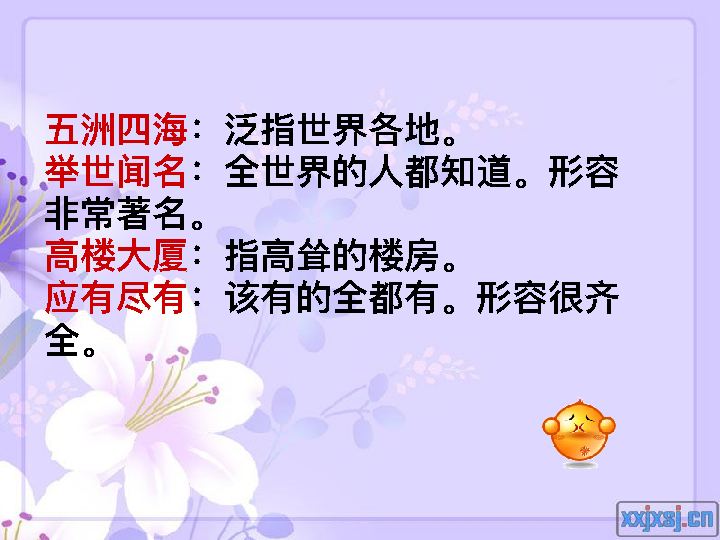 五洲四海：泛指世界各地。
举世闻名：全世界的人都知道。形容
非常著名。
高楼大厦：指高耸的楼房。
应有尽有：该有的全都有。形容很齐
全。
xxjxsj.cn